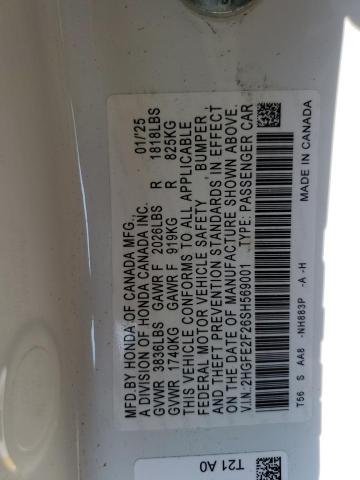 MFD.BY HONDA OF CANADA MFG., 01/'25
A DIVISION OF HONDA CANADA INC.
GVWR 3836LBS GAWR F 2026LBS R 1818LBS
GVWR 1740KG GAWR F 919KG R 825KG
THIS VEHICLE CONFORMS TO ALL APPLICABLE
FEDERAL MOTOR VEHICLE SAFETY , BUMPER ,
AND THEFT PREVENTION STANDARDS IN EFFECT
ON THE DATE OF MANUFACTURE SHOWN ABOVE.
V.I.N.: 2HGFE2F26SH569001 TYPE: PASSENGER CAR
T56 S AA8 -NH883P -A -H MADE IN CANADA
T21 A0